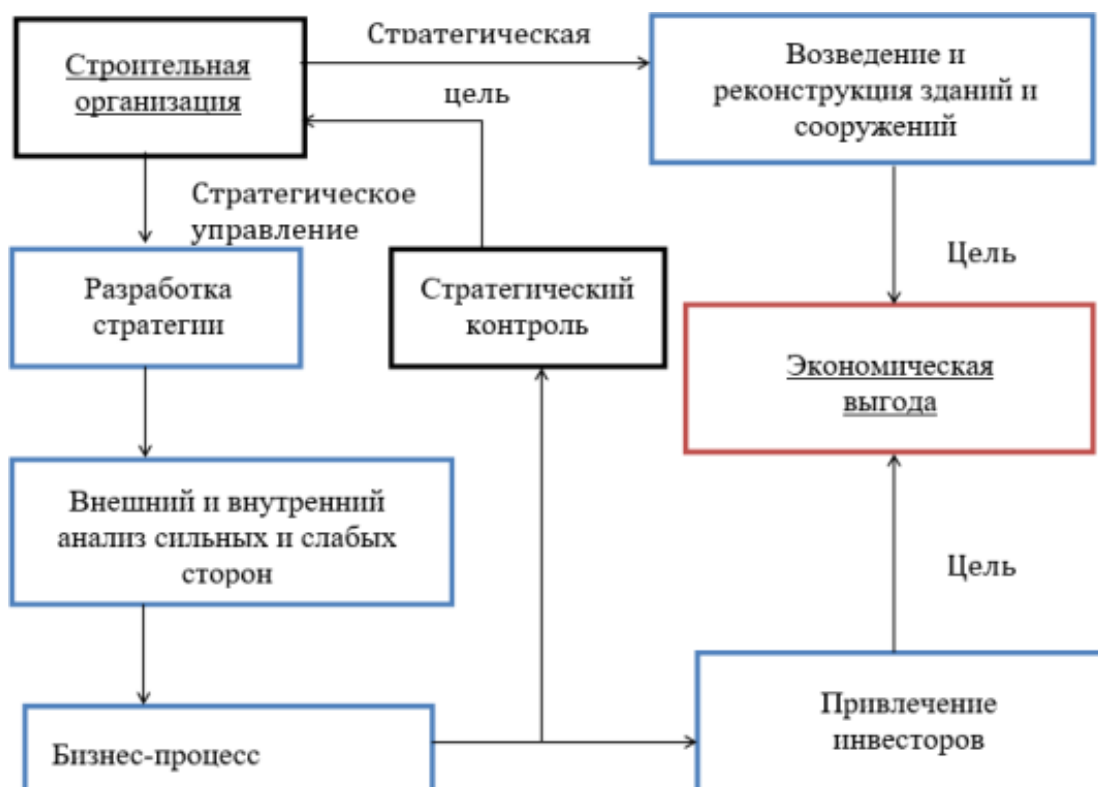 Строительная
организация
Стратегическая
цель
Возведение и
реконструкция зданий и
сооружений
Стратегическое
управление
Разработка
стратегии
Стратегический
контроль
Цель
Экономическая
выгода
Внешний и внутренний
анализ сильных и слабых
сторон
Цель
Бизнес-процесс
Привлечение
инвесторов